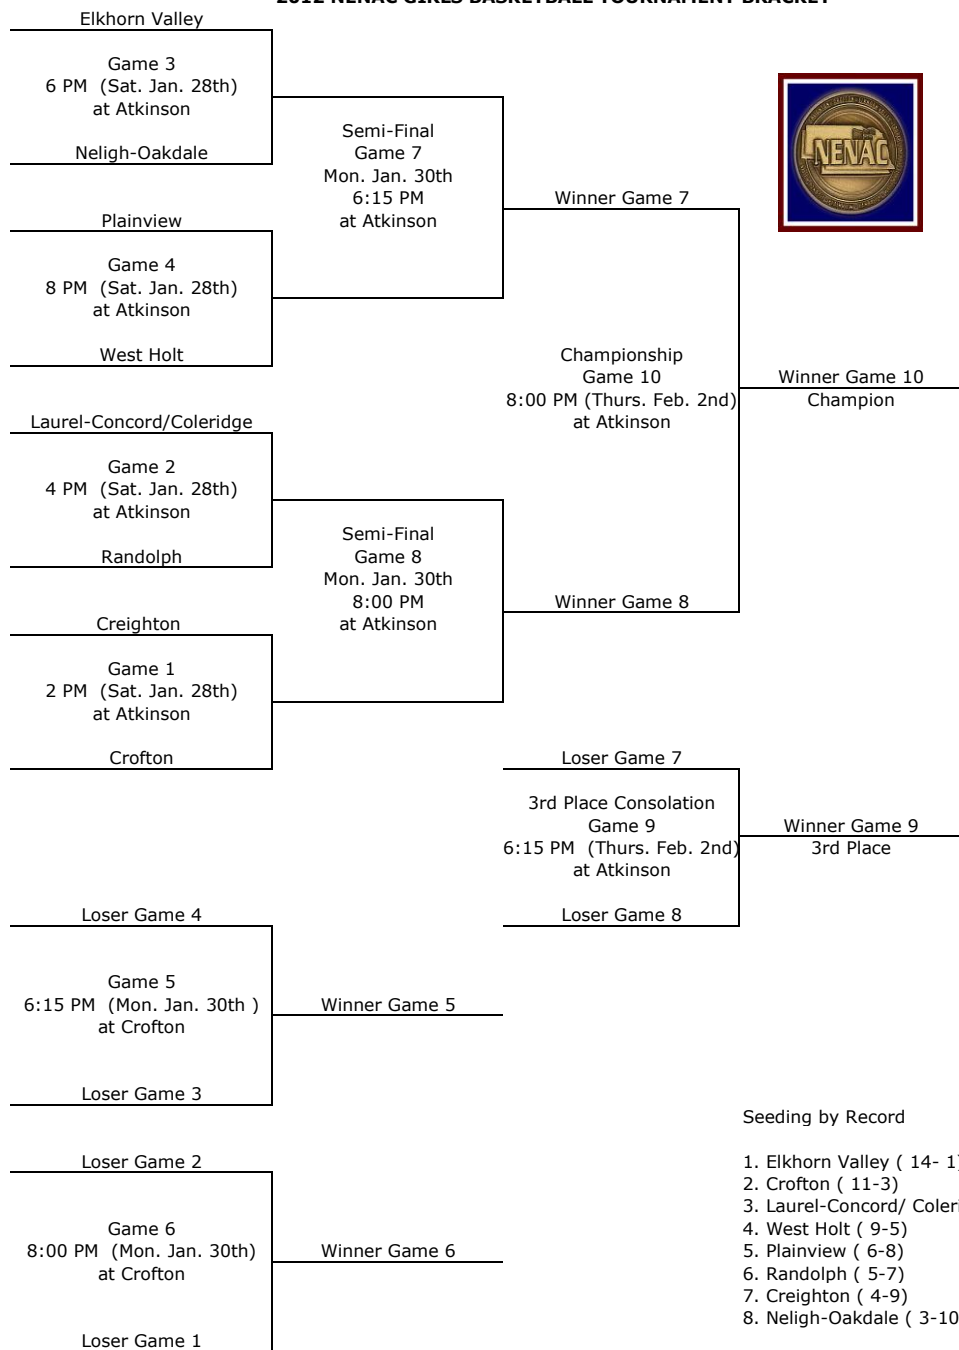 2012 NENAC GIRLS BASKETBALL TOURNAMENT BRACKET
Elkhorn Valley
Game 3
6 PM (Sat. Jan. 28th)
at Atkinson
Neligh-Oakdale
Semi-Final
Game 7
Mon. Jan. 30th
6:15 PM
at Atkinson
Winner Game 7
NENAC
Plainview
Game 4
8 PM (Sat. Jan. 28th)
at Atkinson
West Holt
Championship
Game 10
8:00 PM (Thurs. Feb. 2nd)
at Atkinson
Winner Game 10
Champion
Laurel-Concord/Coleridge
Game 2
4 PM (Sat. Jan. 28th)
at Atkinson
Randolph
Semi-Final
Game 8
Mon. Jan. 30th
8:00 PM
at Atkinson
Winner Game 8
Creighton
Game 1
2 PM (Sat. Jan. 28th)
at Atkinson
Crofton
Loser Game 7
3rd Place Consolation
Game 9
6:15 PM (Thurs. Feb. 2nd)
at Atkinson
Loser Game 8
Winner Game 9
3rd Place
Loser Game 4
Game 5
6:15 PM (Mon. Jan. 30th )
at Crofton
Loser Game 3
Winner Game 5
Loser Game 2
Game 6
8:00 PM (Mon. Jan. 30th)
at Crofton
Loser Game 1
Winner Game 6
Seeding by Record
1. Elkhorn Valley ( 14- 1)
2. Crofton ( 11-3)
3. Laurel-Concord/ Coleri
4. West Holt ( 9-5)
5. Plainview ( 6-8)
6. Randolph ( 5-7)
7. Creighton ( 4-9)
8. Neligh-Oakdale ( 3-10